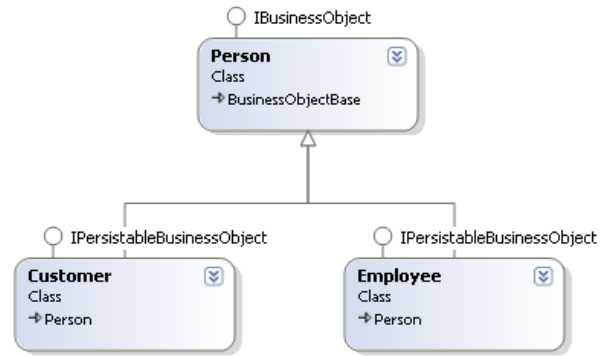 IBusinessObject
Person
Class
BusinessObjectBase
IPersistableBusinessObject
Customer
Class
Person
IPersistableBusinessObject
Employee
Class
Person